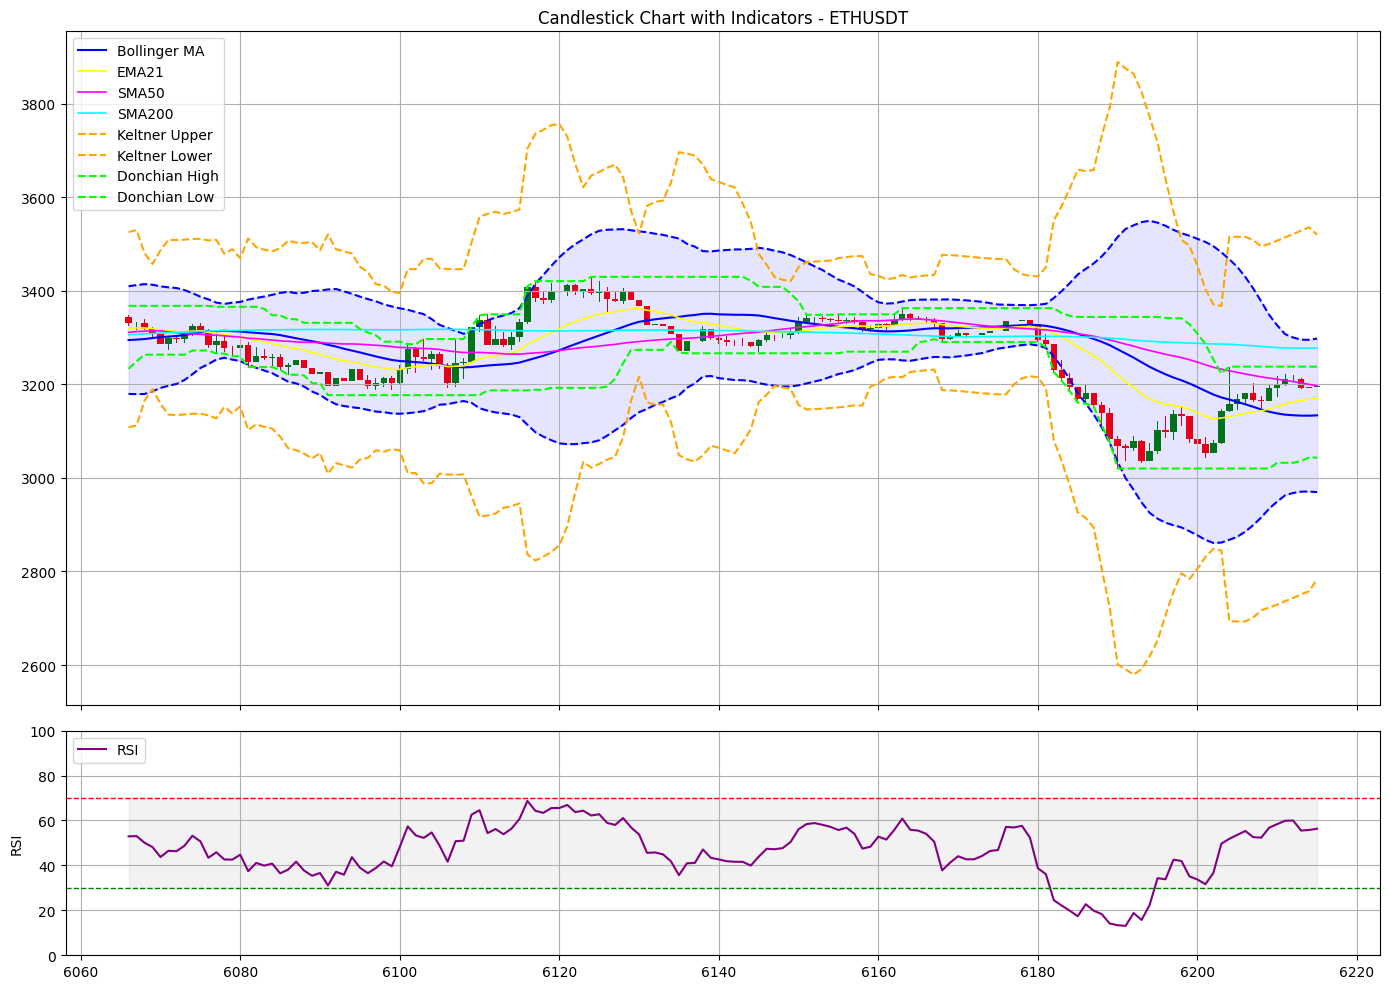 Candlestick Chart with Indicators - ETHUSDT
Bollinger MA
EMA21
SMA50
SMA200
Keltner Upper
Keltner Lower
Donchian High
Donchian Low
3800
3600
3400
3200
3000
2800
2600
RSI
100
80
60
40
20
0
RSI
6060
6080
6100
6120
6140
6160
6180
6200
6220